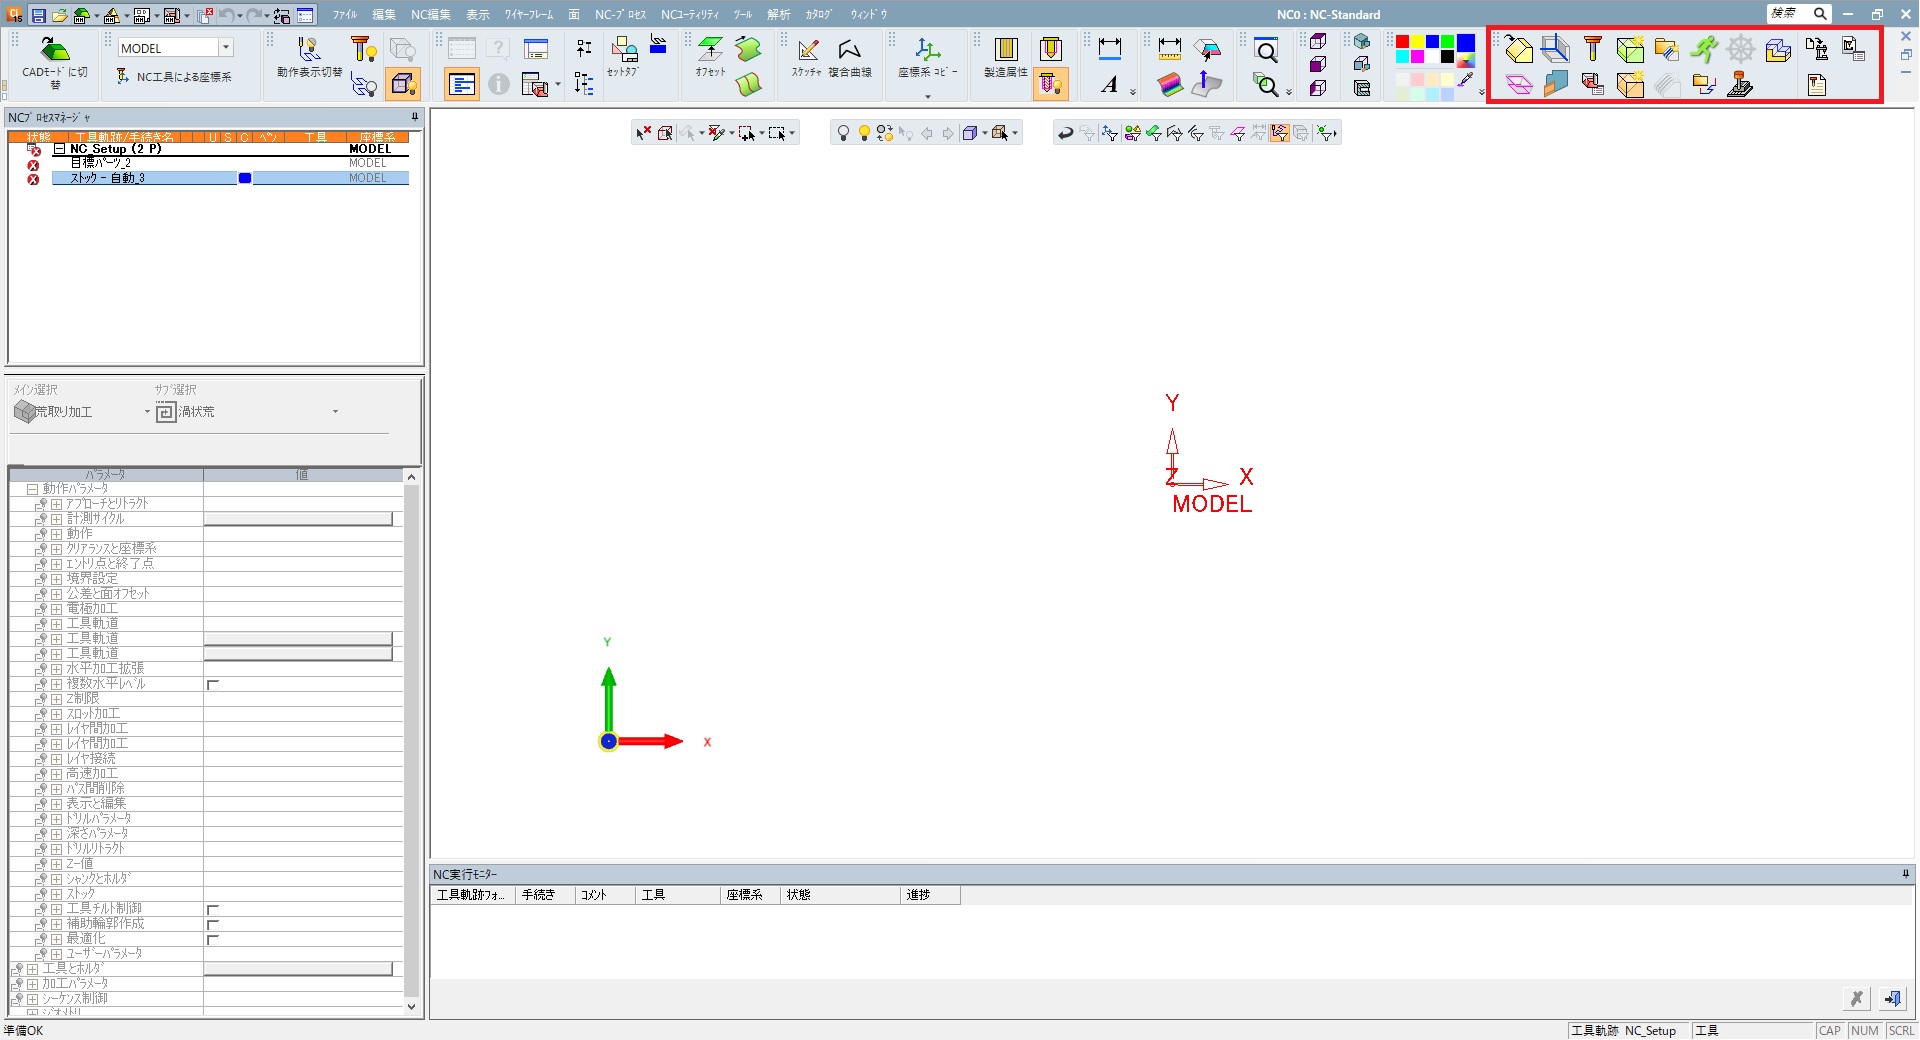 ファイル 編集 NC編集 表示 ワイヤーフレーム 面 NC-プロセス NCユーティリティ ツール 解析 カタログ ウィンドウ
NC0 : NC-Standard
検索
CADモードに切替
MODEL
NC工具による座標系
動作表示切替
セットタブ
オフセット
スケッチャ
複合曲線
座標系 コピー
製造属性
NCプロセスマネージャ
状態 工具軌跡/手続き名 U S C ペン 工具 座標系
NC_Setup (2 P) MODEL
目標パーツ_2 MODEL
ストック - 自動_3 MODEL
メイン選択 サブ選択
荒取り加工 渦状荒
パラメータ 値
動作パラメータ
アプローチとリトラクト
計測サイクル
動作
クリアランスと座標系
エントリ点と終了点
境界設定
公差と面オフセット
電極加工
工具軌道
工具軌道
工具軌道
水平加工拡張
複数水平レベル
Z制限
スロット加工
レイヤ間加工
レイヤ間加工
レイヤ接続
高速加工
パス間削除
表示と編集
ドリルパラメータ
深さパラメータ
ドリルリトラクト
Z-値
シャンクとホルダ
ストック
工具チルト制御
補助輪郭作成
最適化
ユーザーパラメータ
工具とホルダ
加工パラメータ
シーケンス制御
ジオメトリ
Y
Z X
MODEL
Y
X
NC実行モニター
工具軌跡フォ... 手続き コメント 工具 座標系 状態 進捗
準備OK
工具軌跡 NC_Setup 工具 CAP NUM SCRL